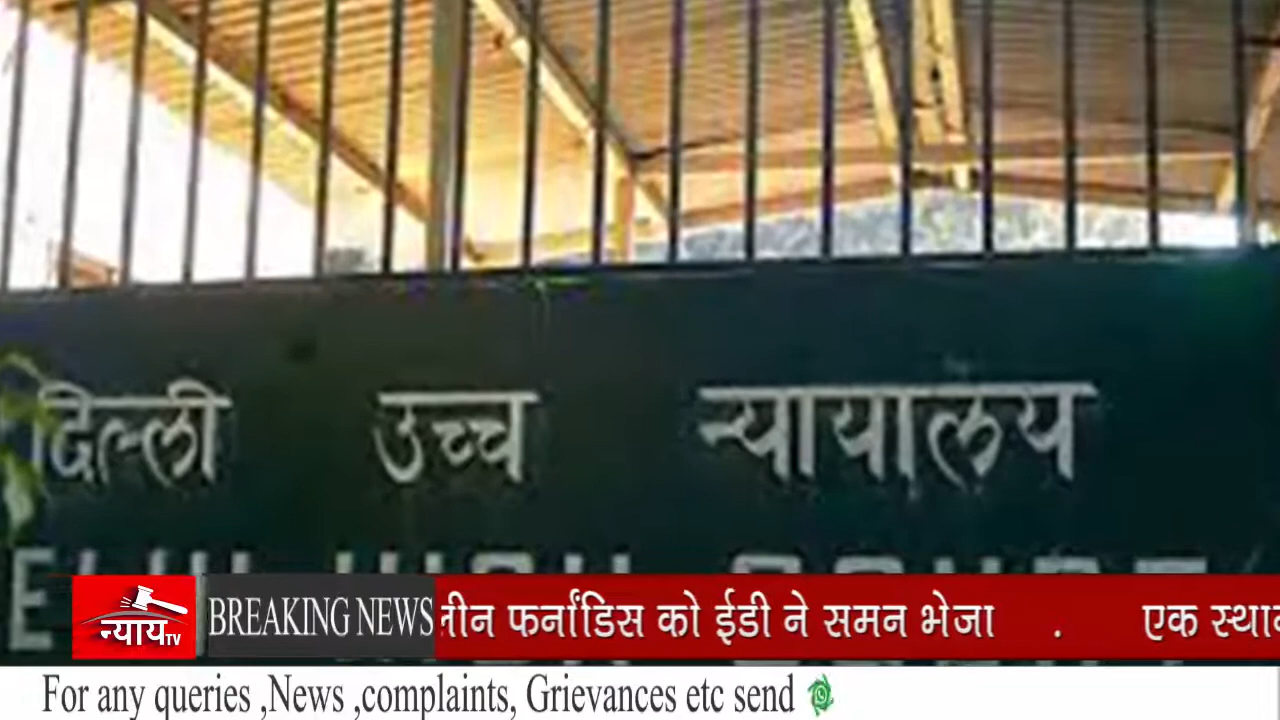 दिल्ली उच्च न्यायालय
न्याय TV
BREAKING NEWS
फर्नांडिस को ईडी ने समन भेजा . एक
For any queries ,News ,complaints, Grievances etc send